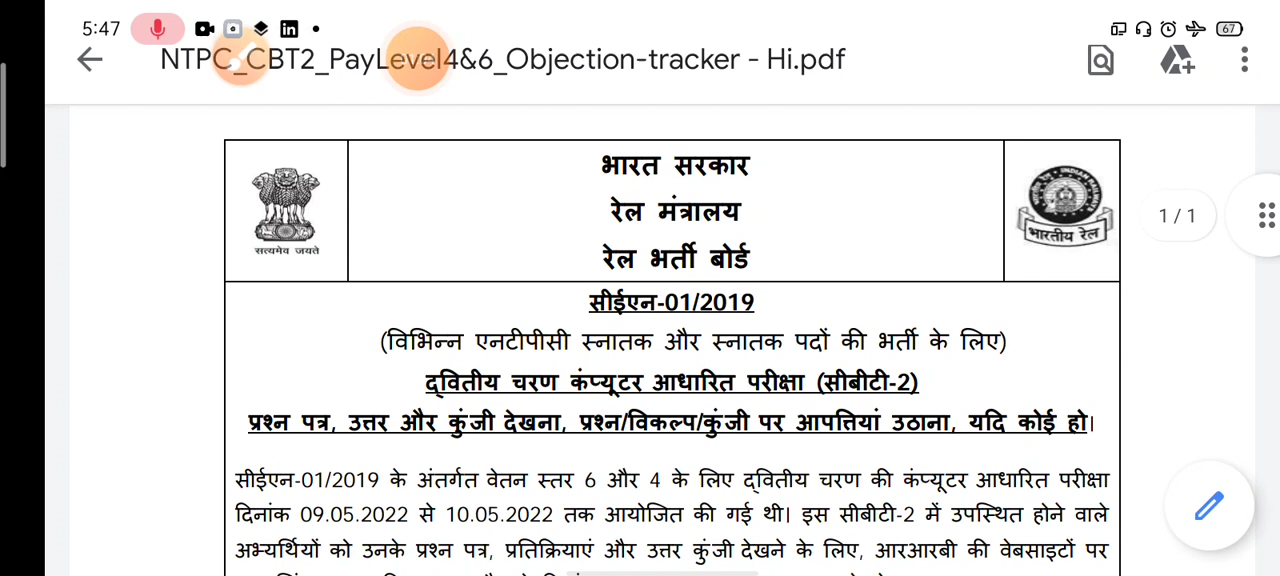 5:47
67
NTPC_CBT2_PayLevel4&6_Objection-tracker - Hi.pdf
भारत सरकार
रेल मंत्रालय
रेल भर्ती बोर्ड
सत्यमेव जयते
INDIAN RAILWAYS
भारतीय रेल
1 / 1
सीईएन-01/2019
(विभिन्न एनटीपीसी स्नातक और स्नातक पदों की भर्ती के लिए)
द्वितीय चरण कंप्यूटर आधारित परीक्षा (सीबीटी-2)
प्रश्न पत्र, उत्तर और कुंजी देखना, प्रश्न/विकल्प/कुंजी पर आपत्तियां उठाना, यदि कोई हो।
सीईएन-01/2019 के अंतर्गत वेतन स्तर 6 और 4 के लिए द्वितीय चरण की कंप्यूटर आधारित परीक्षा
दिनांक 09.05.2022 से 10.05.2022 तक आयोजित की गई थी। इस सीबीटी-2 में उपस्थित होने वाले
अभ्यर्थियों को उनके प्रश्न पत्र, प्रतिक्रियाएं और उत्तर कुंजी देखने के लिए, आरआरबी की वेबसाइटों पर